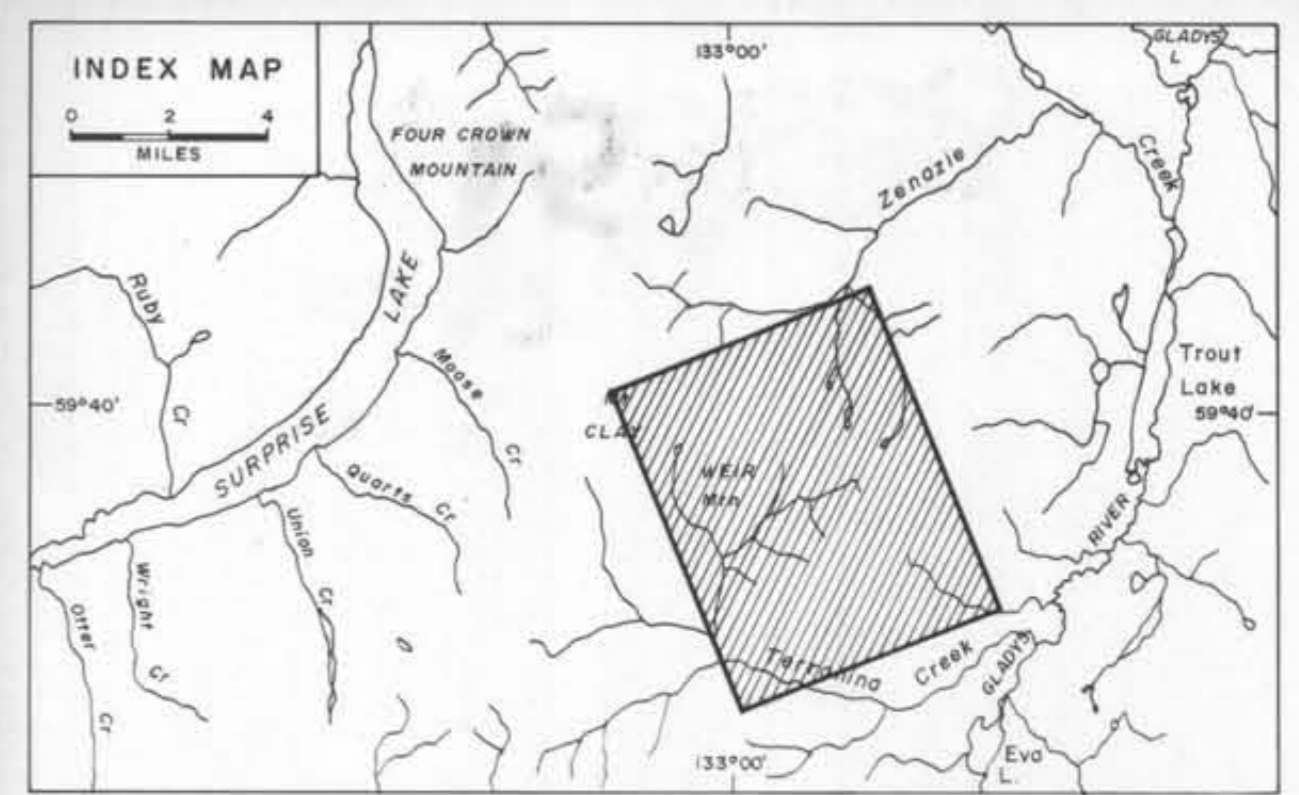 INDEX MAP
0 2 4
MILES
133°00'
GLADYS
L
FOUR CROWN
MOUNTAIN
Zenazie
Creek
Ruby
Cr
LAKE
SURPRISE
Moose
Cr
Trout
Lake
59°40'
59°40'
WEIR
Mtn
Quartz Cr
Union
Cr
RIVER
Wright
Cr
Otter
Cr
Creek
GLADYS
Eva
L.
133°00'